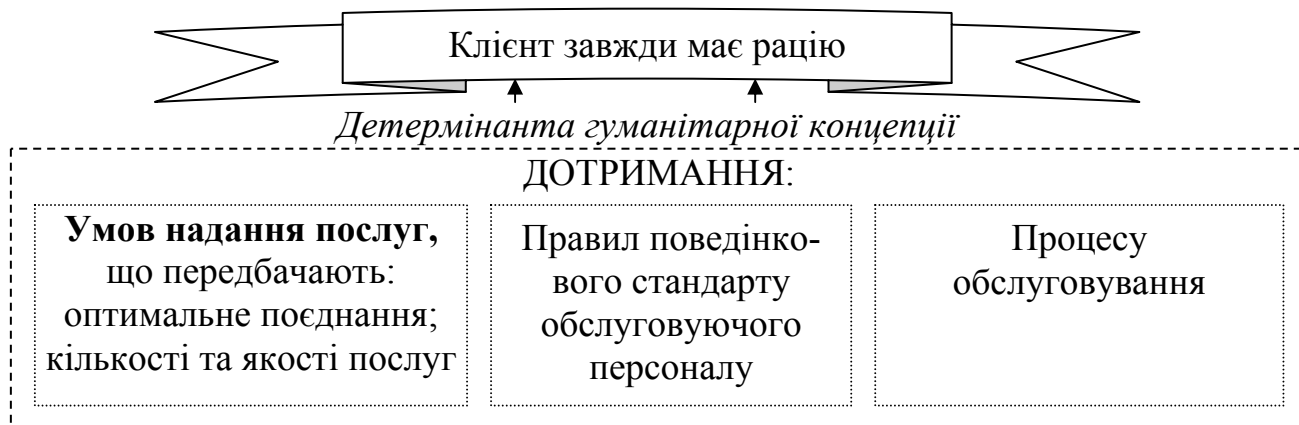 Клієнт завжди має рацію
Детермінанта гуманітарної концепції
ДОТРИМАННЯ:
Умов надання послуг,
що передбачають:
оптимальне поєднання;
кількості та якості послуг
Правил поведінко-
вого стандарту
обслуговуючого
персоналу
Процесу
обслуговування